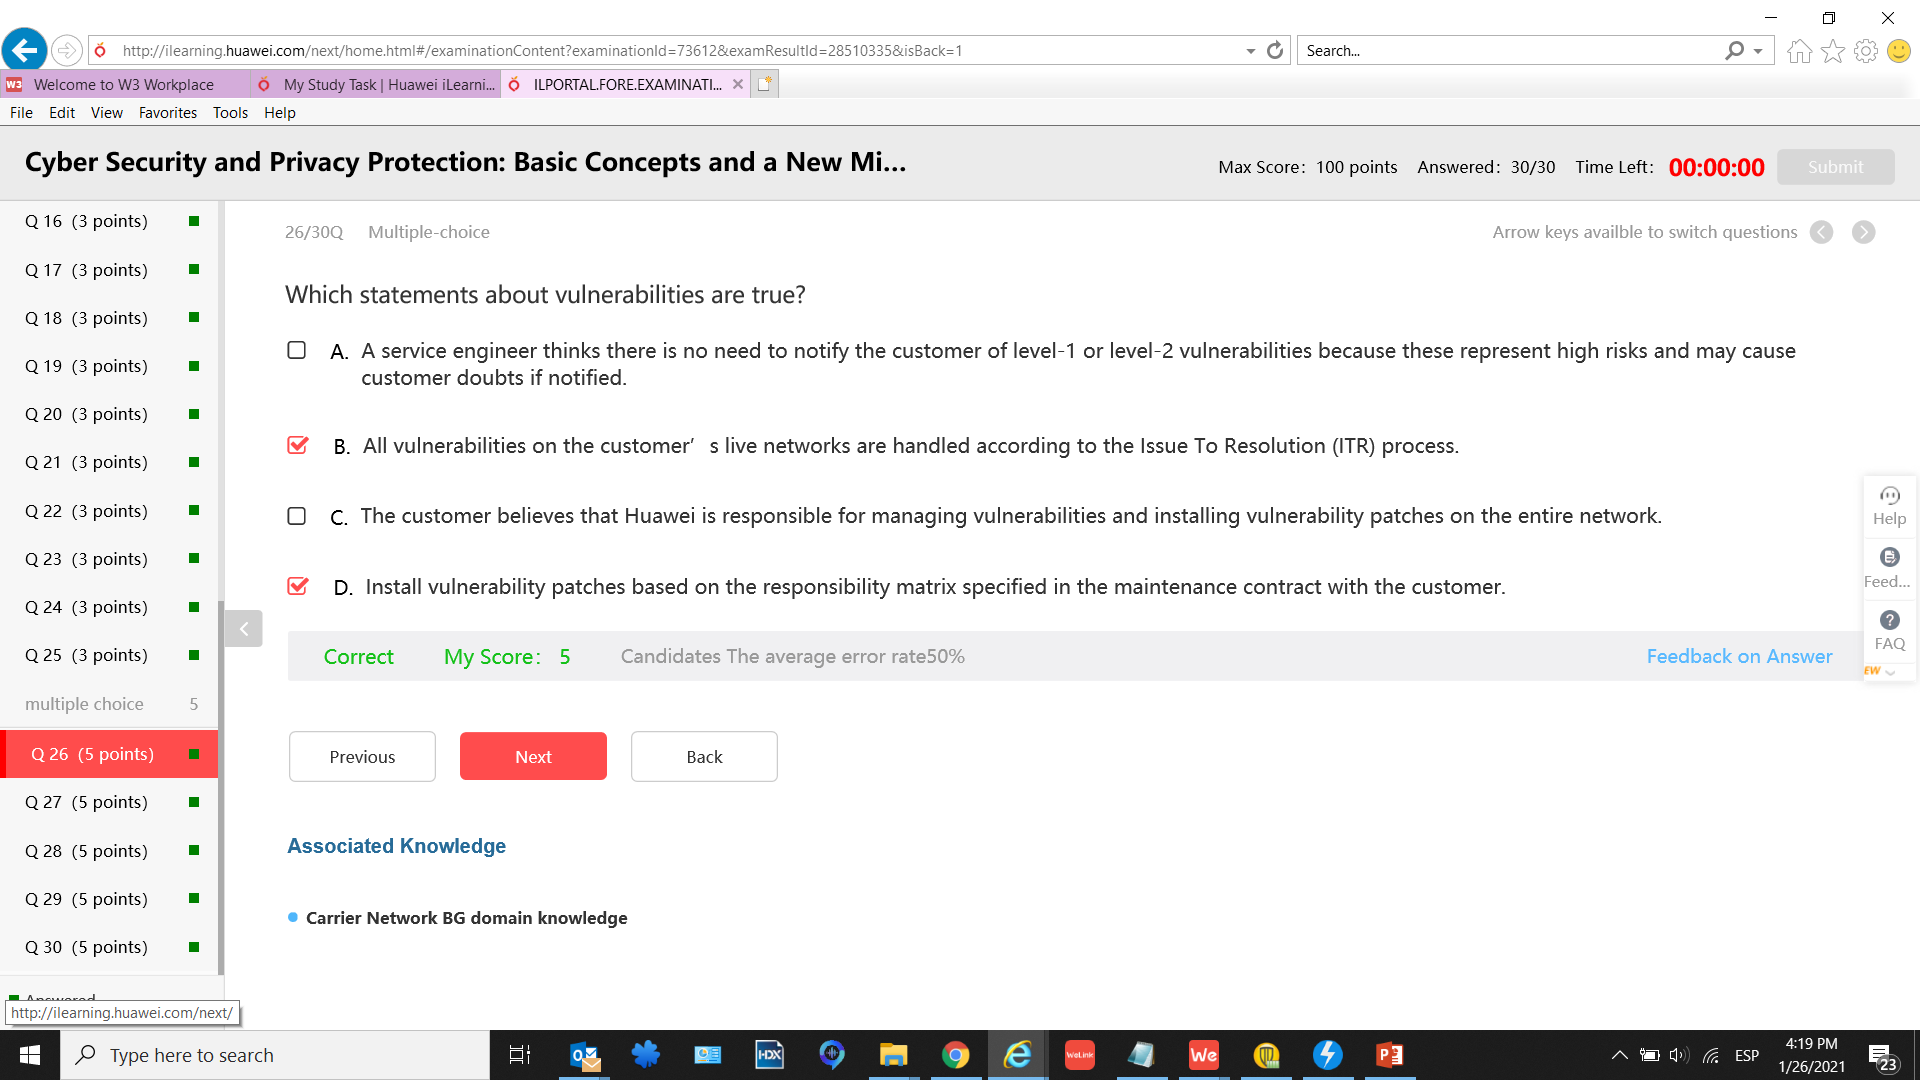 http://ilearning.huawei.com/next/home.html#/examinationContent?examinationId=73612&examResultId=28510335&isBack=1
Search...
W3 Welcome to W3 Workplace
My Study Task | Huawei iLearni...
ILPORTAL.FORE.EXAMINATI...
File Edit View Favorites Tools Help
Cyber Security and Privacy Protection: Basic Concepts and a New Mi...
Max Score: 100 points Answered: 30/30 Time Left: 00:00:00 Submit
Q 16 (3 points)
Q 17 (3 points)
Q 18 (3 points)
Q 19 (3 points)
Q 20 (3 points)
Q 21 (3 points)
Q 22 (3 points)
Q 23 (3 points)
Q 24 (3 points)
Q 25 (3 points)
multiple choice 5
Q 26 (5 points)
Q 27 (5 points)
Q 28 (5 points)
Q 29 (5 points)
Q 30 (5 points)
Answered
http://ilearning.huawei.com/next/
26/30Q Multiple-choice
Arrow keys availble to switch questions
Which statements about vulnerabilities are true?
A. A service engineer thinks there is no need to notify the customer of level-1 or level-2 vulnerabilities because these represent high risks and may cause
customer doubts if notified.
B. All vulnerabilities on the customer’s live networks are handled according to the Issue To Resolution (ITR) process.
C. The customer believes that Huawei is responsible for managing vulnerabilities and installing vulnerability patches on the entire network.
D. Install vulnerability patches based on the responsibility matrix specified in the maintenance contract with the customer.
Correct My Score: 5 Candidates The average error rate50% Feedback on Answer
Previous Next Back
Associated Knowledge
Carrier Network BG domain knowledge
Help
Feed...
FAQ
EW
Type here to search
HDX
WeLink
We
ESP
4:19 PM
1/26/2021
23